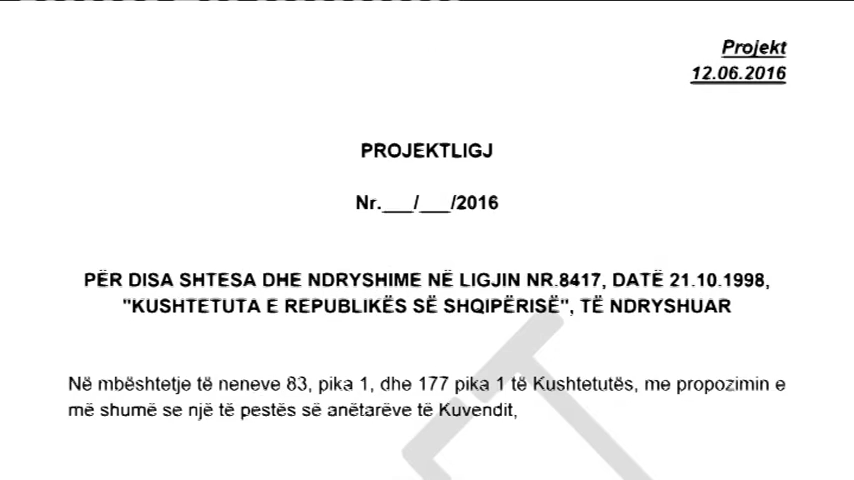 Projekt
12.06.2016
PROJEKTLIGJ
Nr.___/___/2016
PËR DISA SHTESA DHE NDRYSHIME NË LIGJIN NR.8417, DATË 21.10.1998,
"KUSHTETUTA E REPUBLIKËS SË SHQIPËRISË", TË NDRYSHUAR
Në mbështetje të neneve 83, pika 1, dhe 177 pika 1 të Kushtetutës, me propozimin e
më shumë se një të pestës së anëtarëve të Kuvendit,